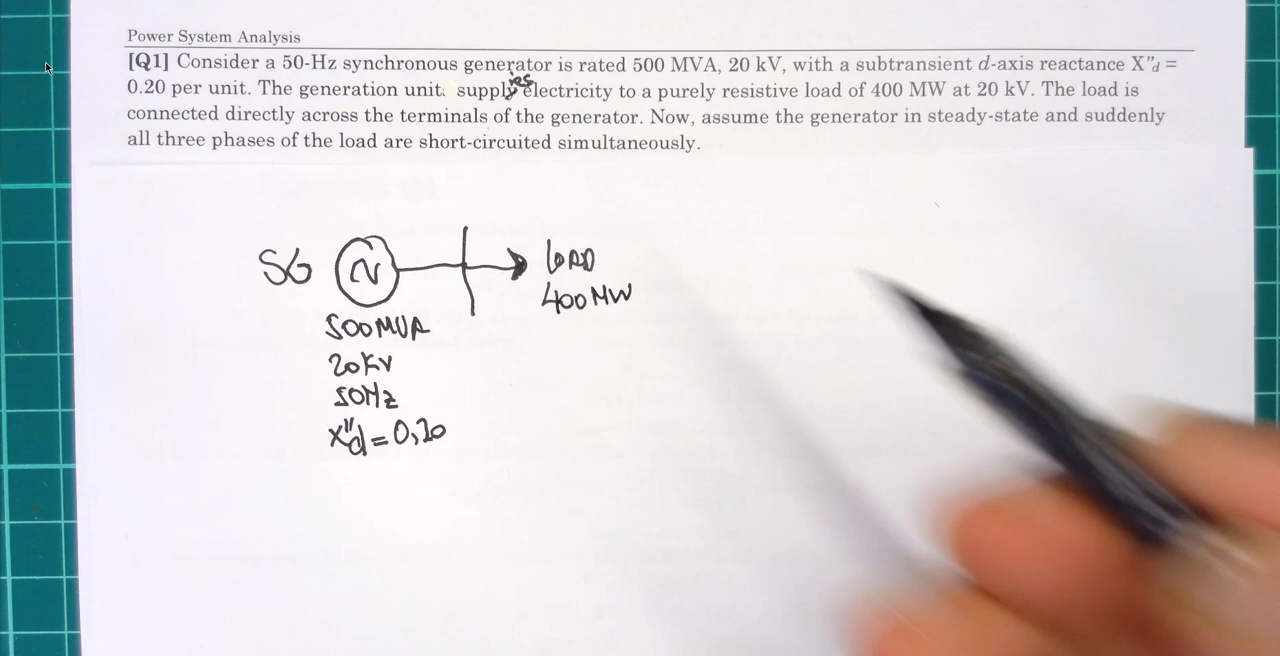 Power System Analysis
[Q1] Consider a 50-Hz synchronous generator is rated 500 MVA, 20 kV, with a subtransient d-axis reactance X"d =
0.20 per unit. The generation unit supplyies electricity to a purely resistive load of 400 MW at 20 kV. The load is
connected directly across the terminals of the generator. Now, assume the generator in steady-state and suddenly
all three phases of the load are short-circuited simultaneously.
SG
LOAD
400MW
500MVA
20kV
50Hz
x"d=0,20